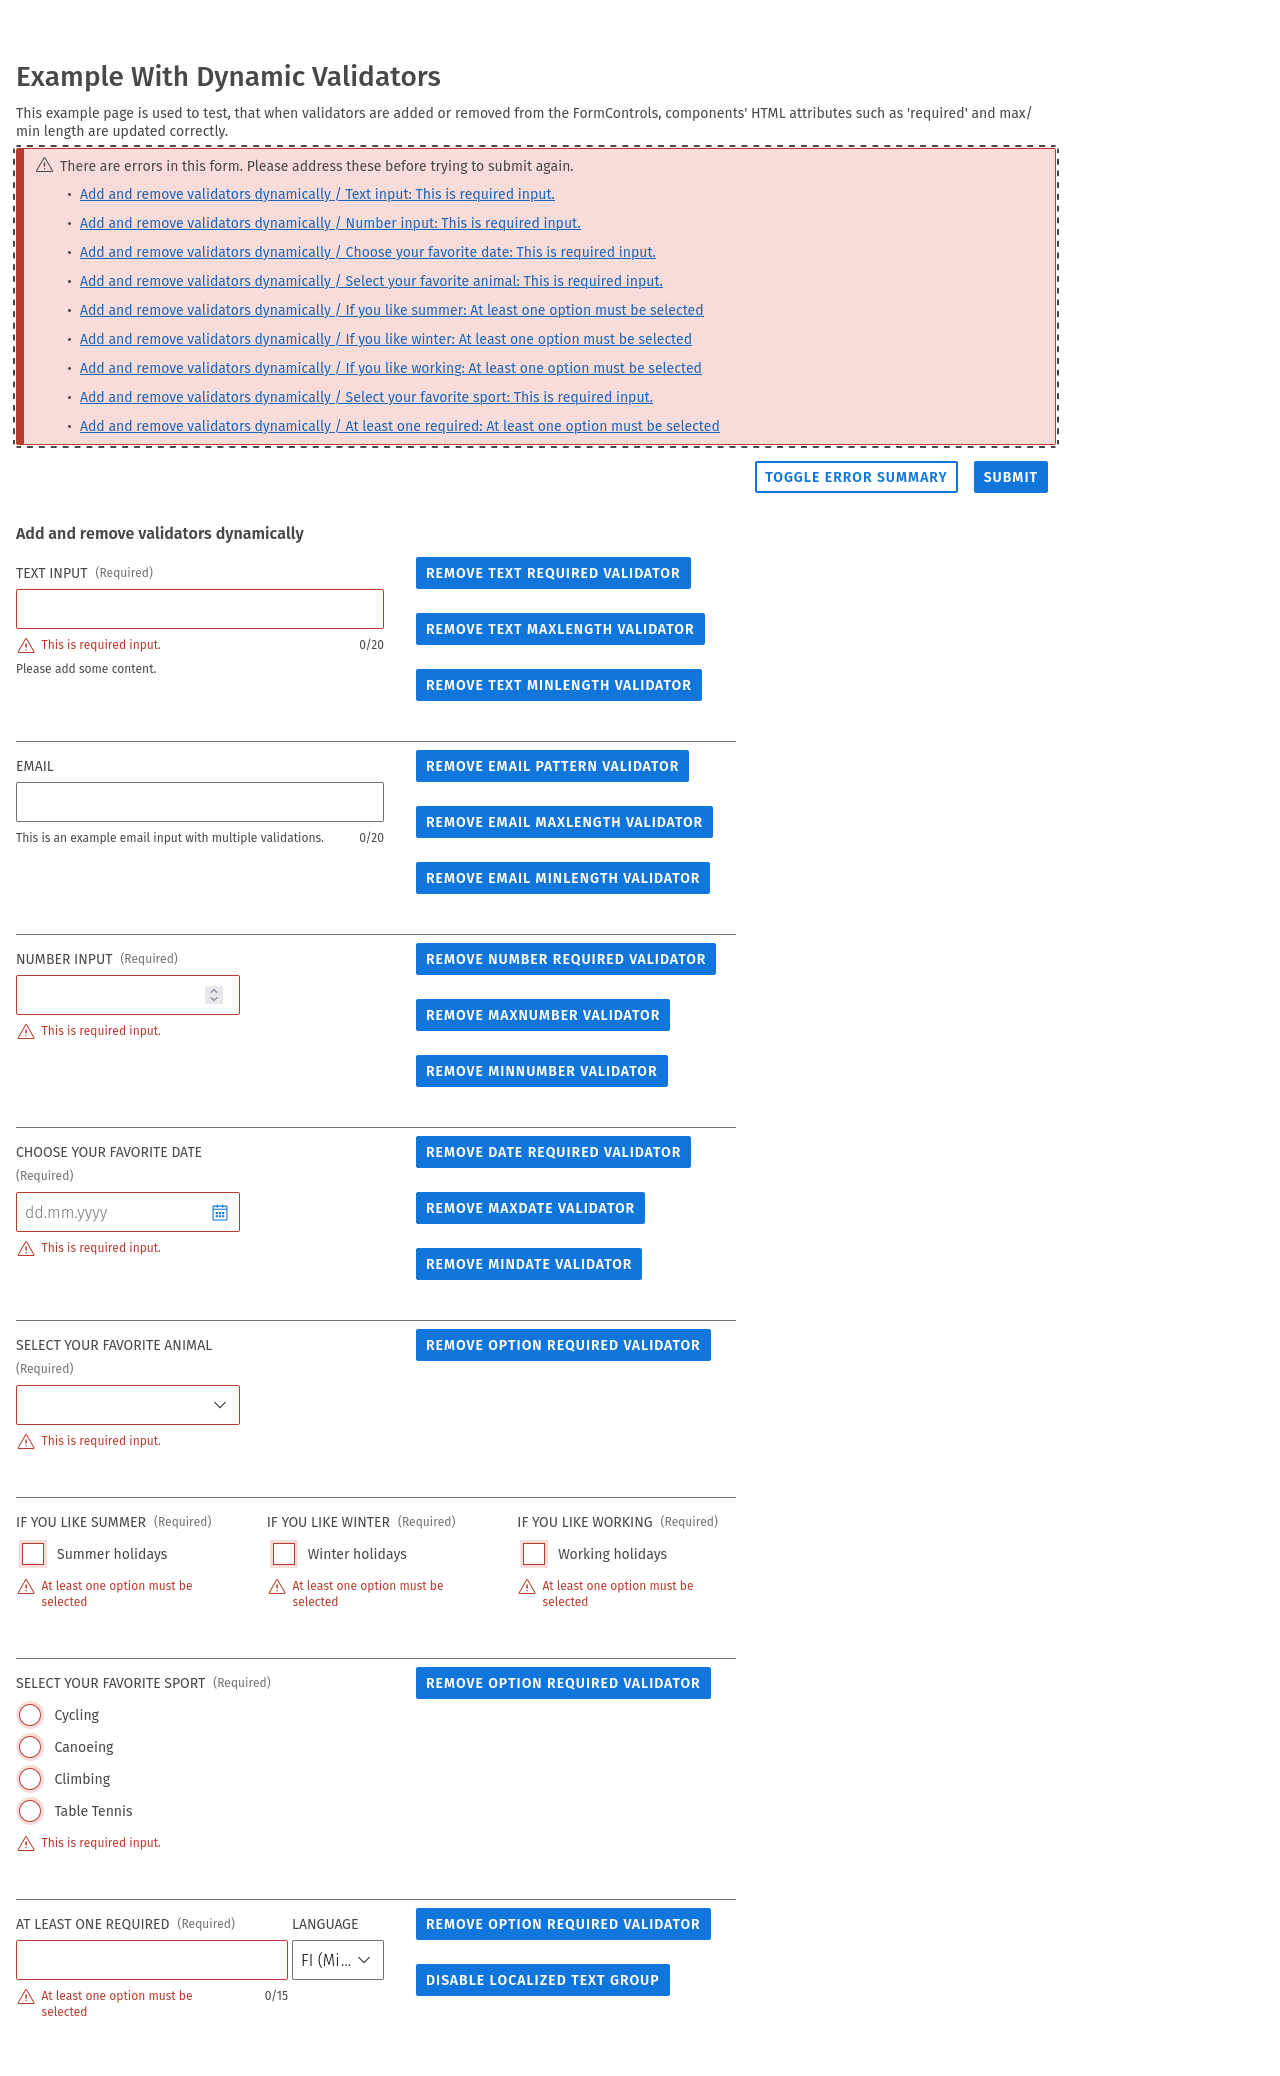 Example With Dynamic Validators
This example page is used to test, that when validators are added or removed from the FormControls, components' HTML attributes such as 'required' and max/
min length are updated correctly.
There are errors in this form. Please address these before trying to submit again.
• Add and remove validators dynamically / Text input: This is required input.
• Add and remove validators dynamically / Number input: This is required input.
• Add and remove validators dynamically / Choose your favorite date: This is required input.
• Add and remove validators dynamically / Select your favorite animal: This is required input.
• Add and remove validators dynamically / If you like summer: At least one option must be selected
• Add and remove validators dynamically / If you like winter: At least one option must be selected
• Add and remove validators dynamically / If you like working: At least one option must be selected
• Add and remove validators dynamically / Select your favorite sport: This is required input.
• Add and remove validators dynamically / At least one required: At least one option must be selected
TOGGLE ERROR SUMMARY SUBMIT
Add and remove validators dynamically
TEXT INPUT (Required)
REMOVE TEXT REQUIRED VALIDATOR
REMOVE TEXT MAXLENGTH VALIDATOR
This is required input. 0/20
Please add some content.
REMOVE TEXT MINLENGTH VALIDATOR
EMAIL
REMOVE EMAIL PATTERN VALIDATOR
REMOVE EMAIL MAXLENGTH VALIDATOR
This is an example email input with multiple validations. 0/20
REMOVE EMAIL MINLENGTH VALIDATOR
NUMBER INPUT (Required)
REMOVE NUMBER REQUIRED VALIDATOR
REMOVE MAXNUMBER VALIDATOR
This is required input.
REMOVE MINNUMBER VALIDATOR
CHOOSE YOUR FAVORITE DATE
(Required)
REMOVE DATE REQUIRED VALIDATOR
dd.mm.yyyy
REMOVE MAXDATE VALIDATOR
This is required input.
REMOVE MINDATE VALIDATOR
SELECT YOUR FAVORITE ANIMAL
(Required)
REMOVE OPTION REQUIRED VALIDATOR
This is required input.
IF YOU LIKE SUMMER (Required)
Summer holidays
At least one option must be
selected
IF YOU LIKE WINTER (Required)
Winter holidays
At least one option must be
selected
IF YOU LIKE WORKING (Required)
Working holidays
At least one option must be
selected
SELECT YOUR FAVORITE SPORT (Required)
REMOVE OPTION REQUIRED VALIDATOR
Cycling
Canoeing
Climbing
Table Tennis
This is required input.
AT LEAST ONE REQUIRED (Required)
LANGUAGE
REMOVE OPTION REQUIRED VALIDATOR
FI (Mi...
DISABLE LOCALIZED TEXT GROUP
At least one option must be
selected
0/15